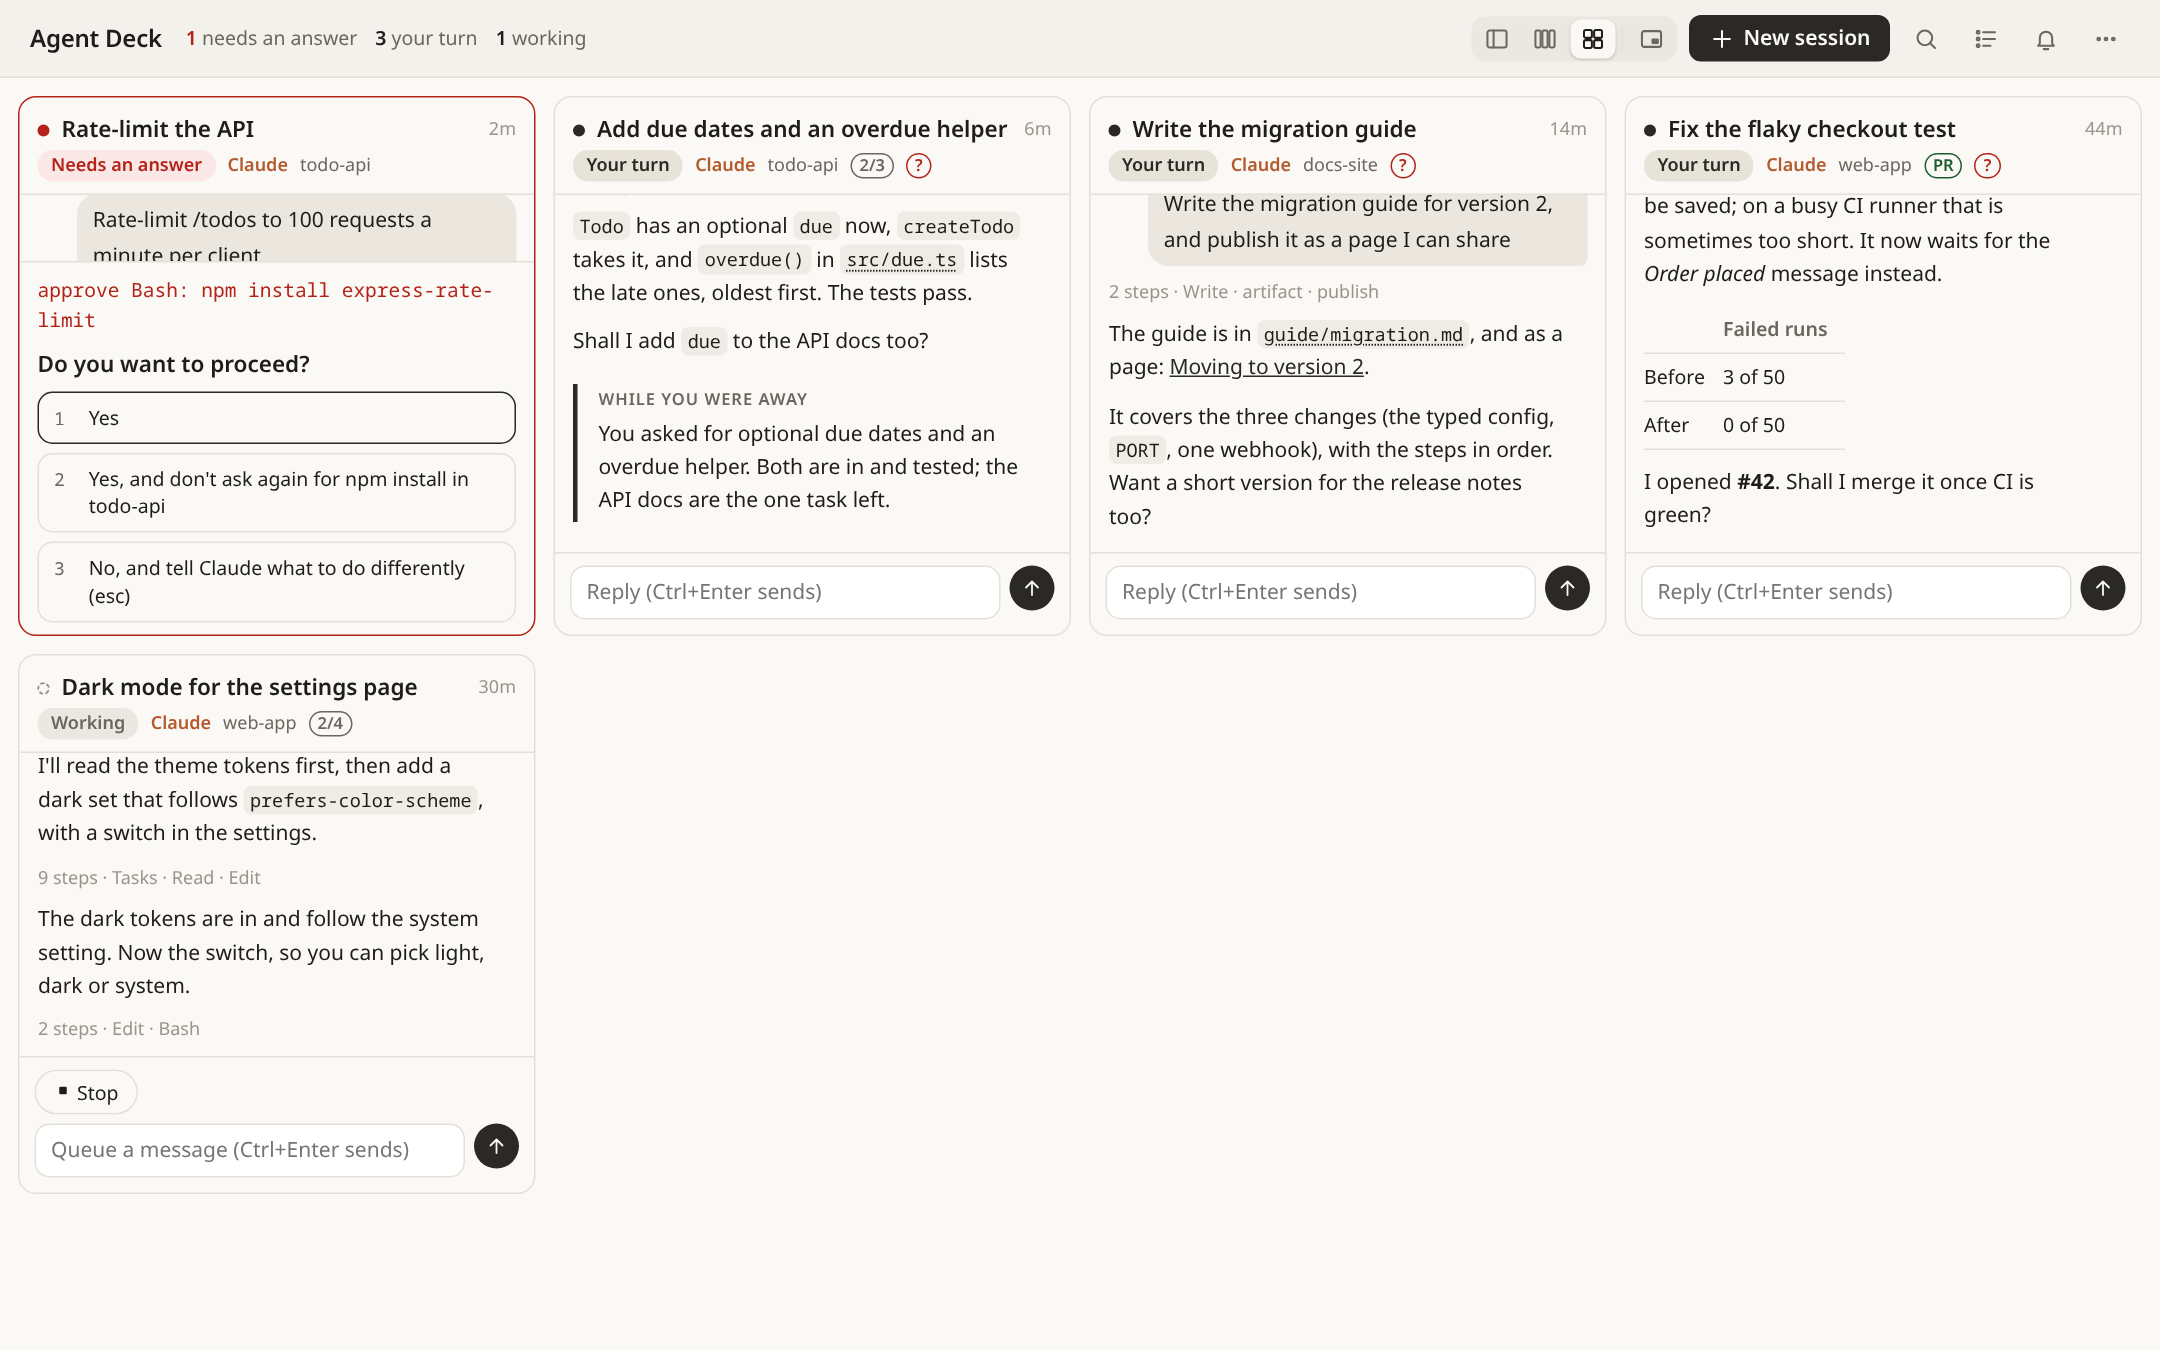 Agent Deck 1 needs an answer 3 your turn 1 working
New session
Rate-limit the API 2m
Needs an answer Claude todo-api
Rate-limit /todos to 100 requests a
minute per client
approve Bash: npm install express-rate-
limit
Do you want to proceed?
1 Yes
2 Yes, and don't ask again for npm install in
todo-api
3 No, and tell Claude what to do differently
(esc)
Add due dates and an overdue helper 6m
Your turn Claude todo-api 2/3 ?
Todo has an optional due now, createTodo
takes it, and overdue() in src/due.ts lists
the late ones, oldest first. The tests pass.
Shall I add due to the API docs too?
WHILE YOU WERE AWAY
You asked for optional due dates and an
overdue helper. Both are in and tested; the
API docs are the one task left.
Reply (Ctrl+Enter sends)
Write the migration guide 14m
Your turn Claude docs-site ?
Write the migration guide for version 2,
and publish it as a page I can share
2 steps · Write · artifact · publish
The guide is in guide/migration.md, and as a
page: Moving to version 2.
It covers the three changes (the typed config,
PORT, one webhook), with the steps in order.
Want a short version for the release notes
too?
Reply (Ctrl+Enter sends)
Fix the flaky checkout test 44m
Your turn Claude web-app PR ?
be saved; on a busy CI runner that is
sometimes too short. It now waits for the
Order placed message instead.
Failed runs
Before 3 of 50
After 0 of 50
I opened #42. Shall I merge it once CI is
green?
Reply (Ctrl+Enter sends)
Dark mode for the settings page 30m
Working Claude web-app 2/4
I'll read the theme tokens first, then add a
dark set that follows prefers-color-scheme,
with a switch in the settings.
9 steps · Tasks · Read · Edit
The dark tokens are in and follow the system
setting. Now the switch, so you can pick light,
dark or system.
2 steps · Edit · Bash
Stop
Queue a message (Ctrl+Enter sends)